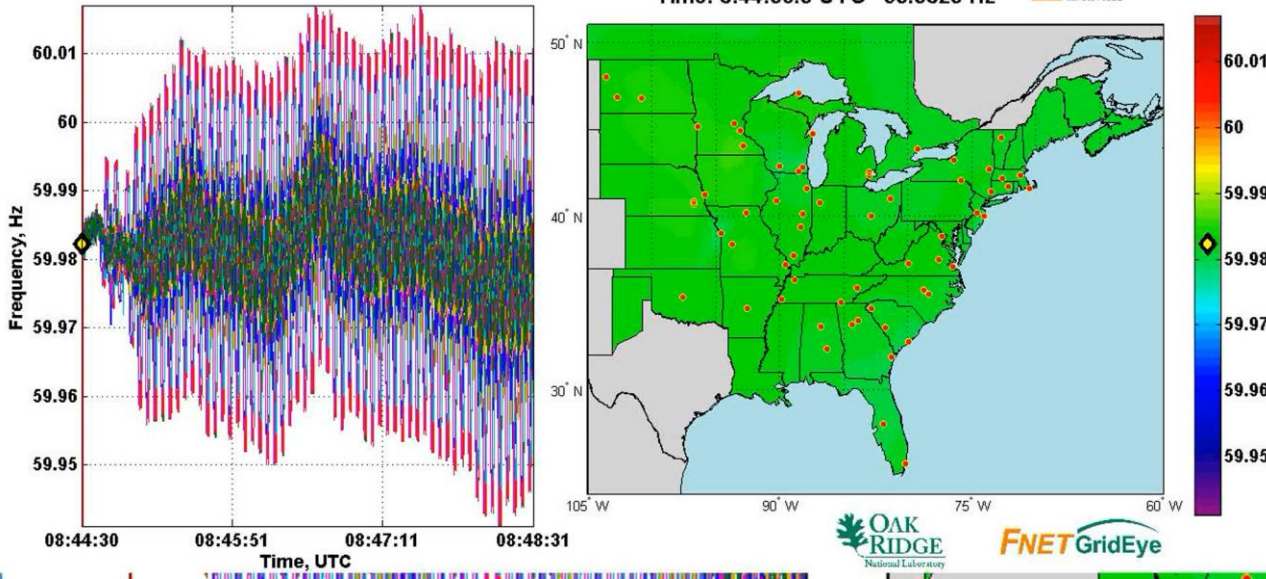 60.01
60
59.99
59.98
59.97
59.96
59.95
Frequency, Hz
08:44:30
08:45:51
08:47:11
08:48:31
Time, UTC
50° N
40° N
30° N
105° W
90° W
75° W
60° W
60.01
60
59.99
59.98
59.97
59.96
59.95
OAK
RIDGE
National Laboratory
FNET GridEye